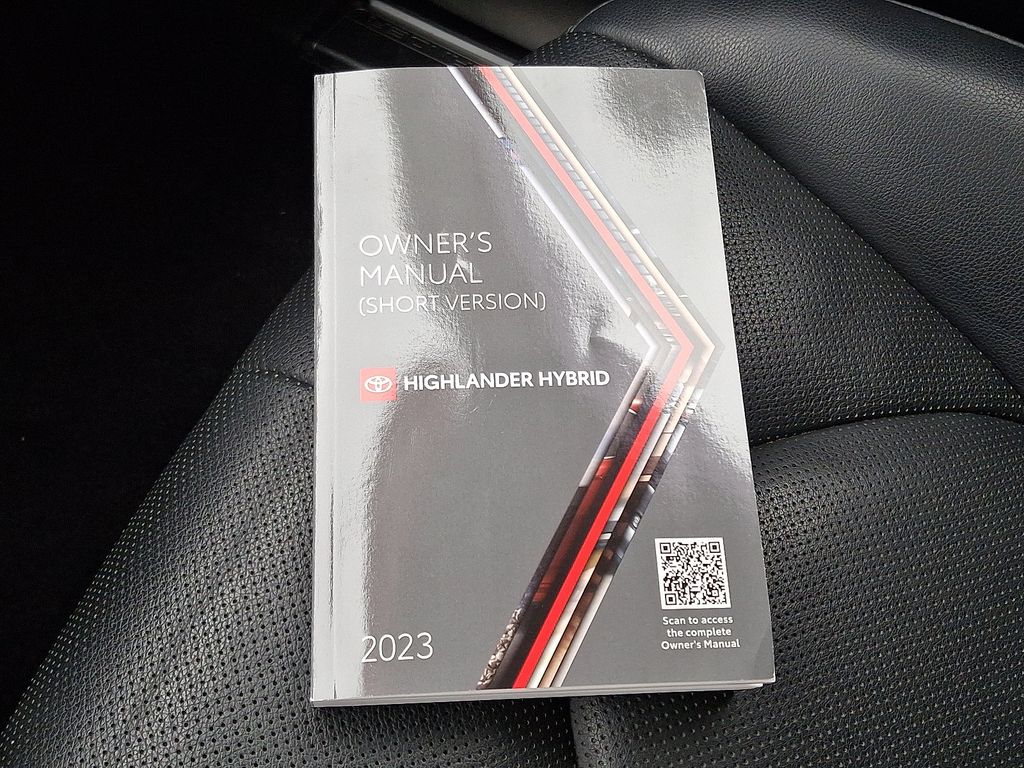 OWNER'S
MANUAL
(SHORT VERSION)
HIGHLANDER HYBRID
2023
Scan to access
the complete
Owner's Manual